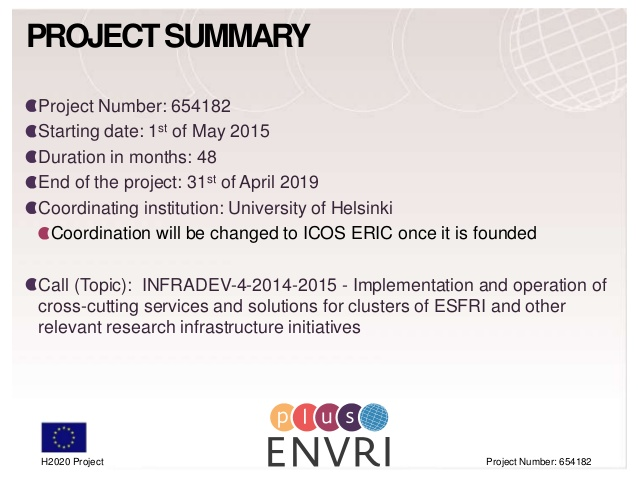 PROJECT SUMMARY
Project Number: 654182
Starting date: 1st of May 2015
Duration in months: 48
End of the project: 31st of April 2019
Coordinating institution: University of Helsinki
Coordination will be changed to ICOS ERIC once it is founded
Call (Topic): INFRADEV-4-2014-2015 - Implementation and operation of
cross-cutting services and solutions for clusters of ESFRI and other
relevant research infrastructure initiatives
plus
ENVRI
H2020 Project
Project Number: 654182